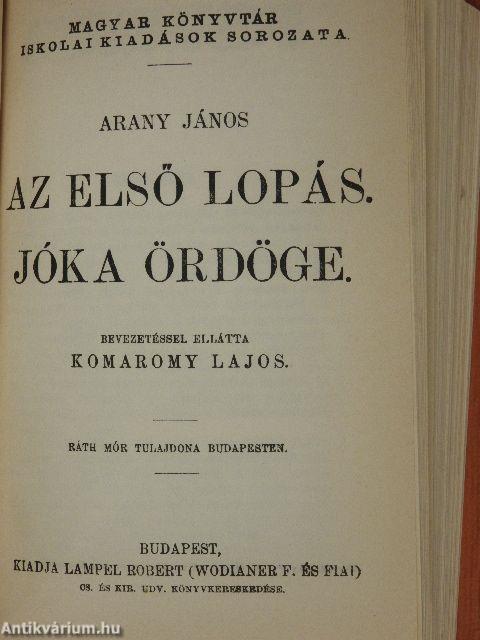 MAGYAR KÖNYVTÁR
ISKOLAI KIADÁSOK SOROZATA.
ARANY JÁNOS
AZ ELSŐ LOPÁS.
JÓKA ÖRDÖGE.
BEVEZETÉSSEL ELLÁTTA
KOMAROMY LAJOS.
RÁTH MÓR TULAJDONA BUDAPESTEN.
BUDAPEST,
KIADJA LAMPEL ROBERT (WODIANER F. ÉS FIAI)
CS. ÉS KIR. UDV. KÖNYVKERESKEDÉSE.
Antikvárium.hu